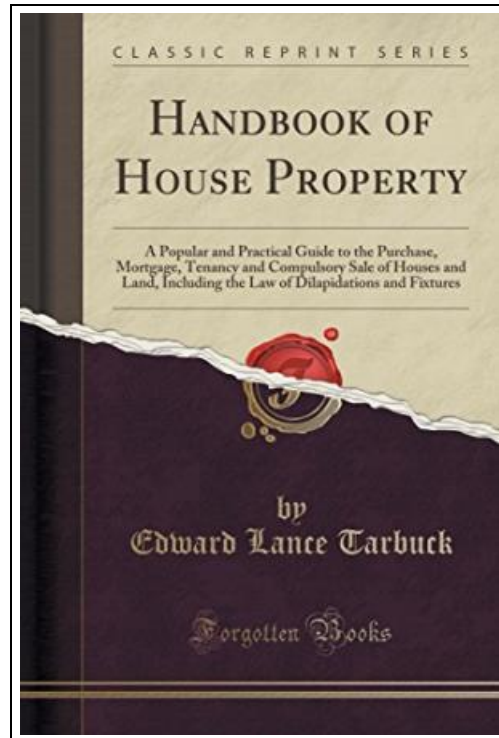 CLASSIC REPRINT SERIES
HANDBOOK OF
HOUSE PROPERTY
A Popular and Practical Guide to the Purchase,
Mortgage, Tenancy and Compulsory Sale of Houses and
Land, Including the Law of Dilapidations and Fixtures
by
Edward Lance Tarbuck
Forgotten Books